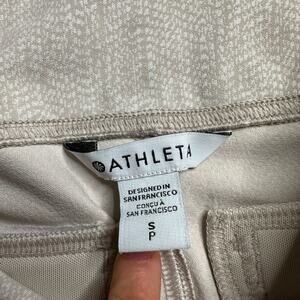 ATHLETA
DESIGNED IN
SAN FRANCISCO
CONÇU À
SAN FRANCISCO
S
P